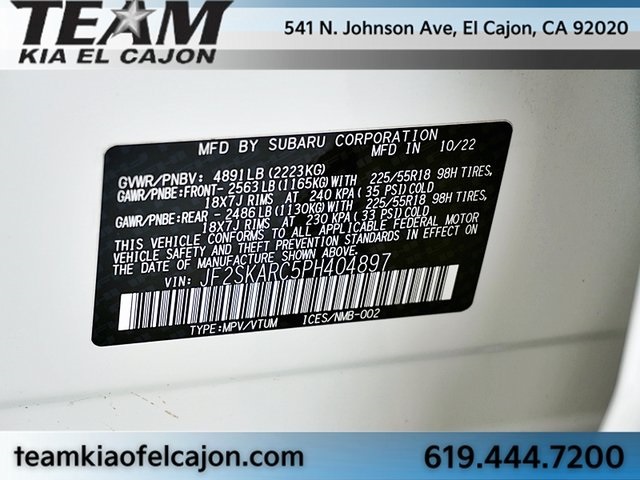 TEAM
KIA EL CAJON
541 N. Johnson Ave, El Cajon, CA 92020
MFD BY SUBARU CORPORATION
MFD IN 10/22
GVWR/PNBV: 4891LB(2223KG)
GAWR/PNBE:FRONT- 2563LB(1165KG)WITH 225/55R18 98H TIRES,
18X7J RIMS AT 240 KPA(35 PSI)COLD
GAWR/PNBE:REAR - 2486LB(1130KG)WITH 225/55R18 98H TIRES,
18X7J RIMS AT 230 KPA(33 PSI)COLD
THIS VEHICLE CONFORMS TO ALL APPLICABLE FEDERAL MOTOR
VEHICLE SAFETY AND THEFT PREVENTION STANDARDS IN EFFECT ON
THE DATE OF MANUFACTURE SHOWN ABOVE.
VIN: JF2SKARC5PH404897
TYPE:MPV/VTUM ICES/NMB-002
teamkiaofelcajon.com
619.444.7200